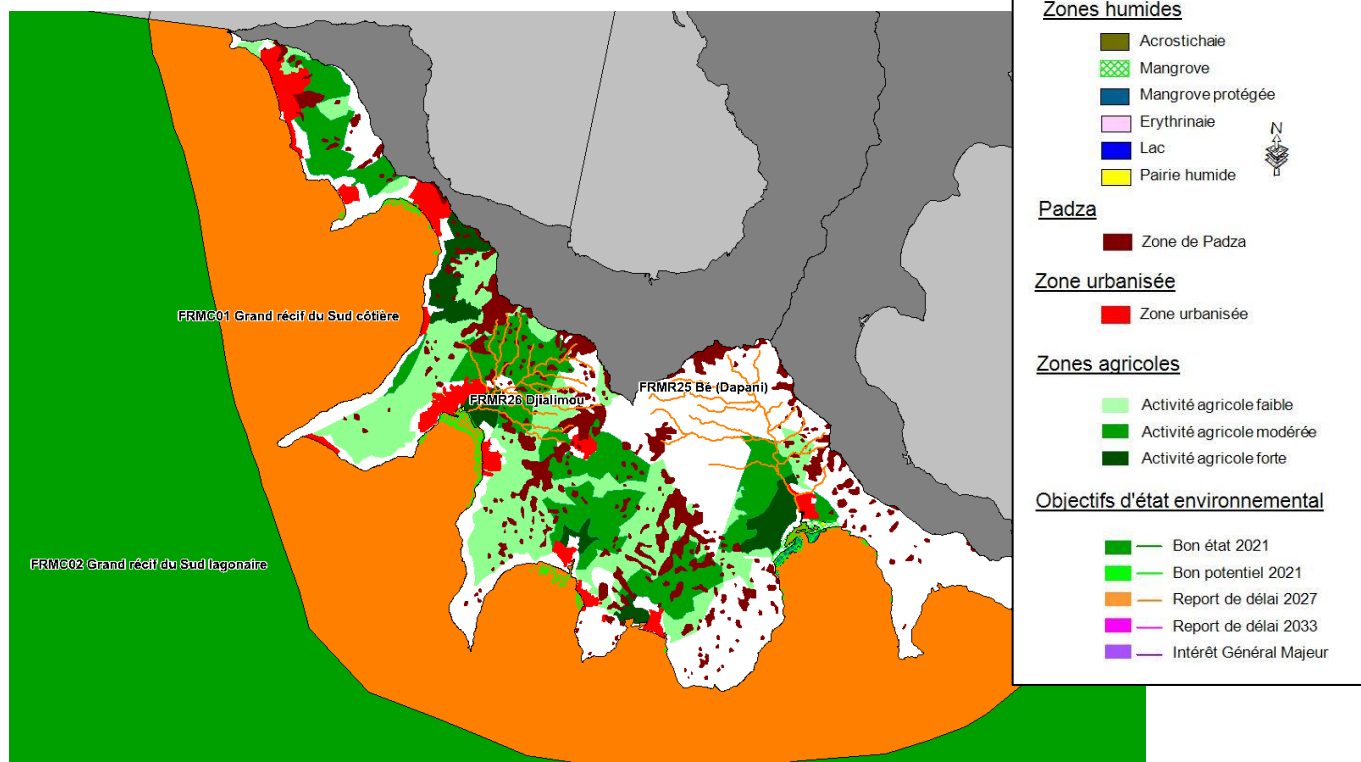 FRMC01 Grand récif du Sud côtière
FRMR26 Djialimou
FRMR25 Bé (Dapani)
FRMC02 Grand récif du Sud lagonaire
Zones humides
Acrostichaie
Mangrove
Mangrove protégée
Erythrinaie
Lac
Pairie humide
N
Padza
Zone de Padza
Zone urbanisée
Zone urbanisée
Zones agricoles
Activité agricole faible
Activité agricole modérée
Activité agricole forte
Objectifs d'état environnemental
Bon état 2021
Bon potentiel 2021
Report de délai 2027
Report de délai 2033
Intérêt Général Majeur